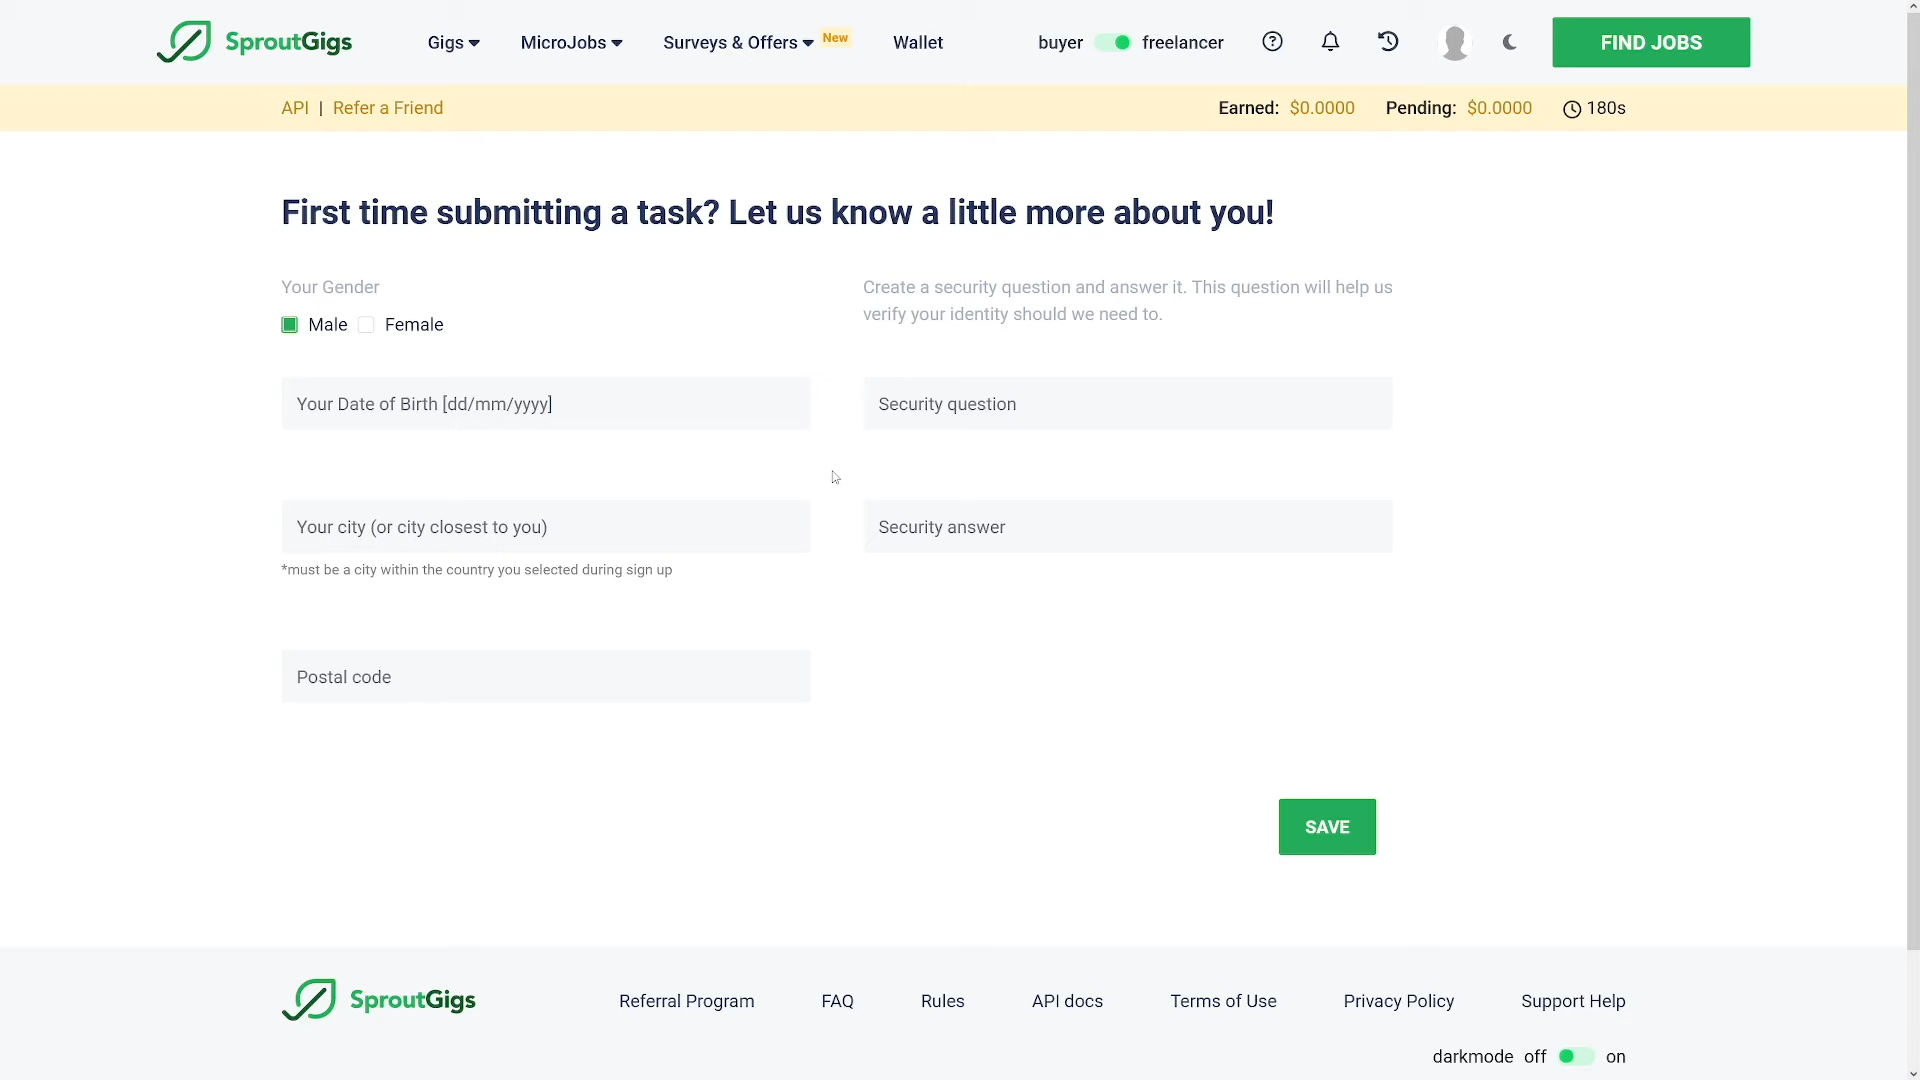 SproutGigs
Gigs
MicroJobs
Surveys & Offers
New
Wallet
buyer
freelancer
FIND JOBS
API | Refer a Friend
Earned: $0.0000
Pending: $0.0000
180s
First time submitting a task? Let us know a little more about you!
Your Gender
Male
Female
Create a security question and answer it. This question will help us
verify your identity should we need to.
Your Date of Birth [dd/mm/yyyy]
Security question
Your city (or city closest to you)
Security answer
*must be a city within the country you selected during sign up
Postal code
SAVE
SproutGigs
Referral Program
FAQ
Rules
API docs
Terms of Use
Privacy Policy
Support Help
darkmode off on